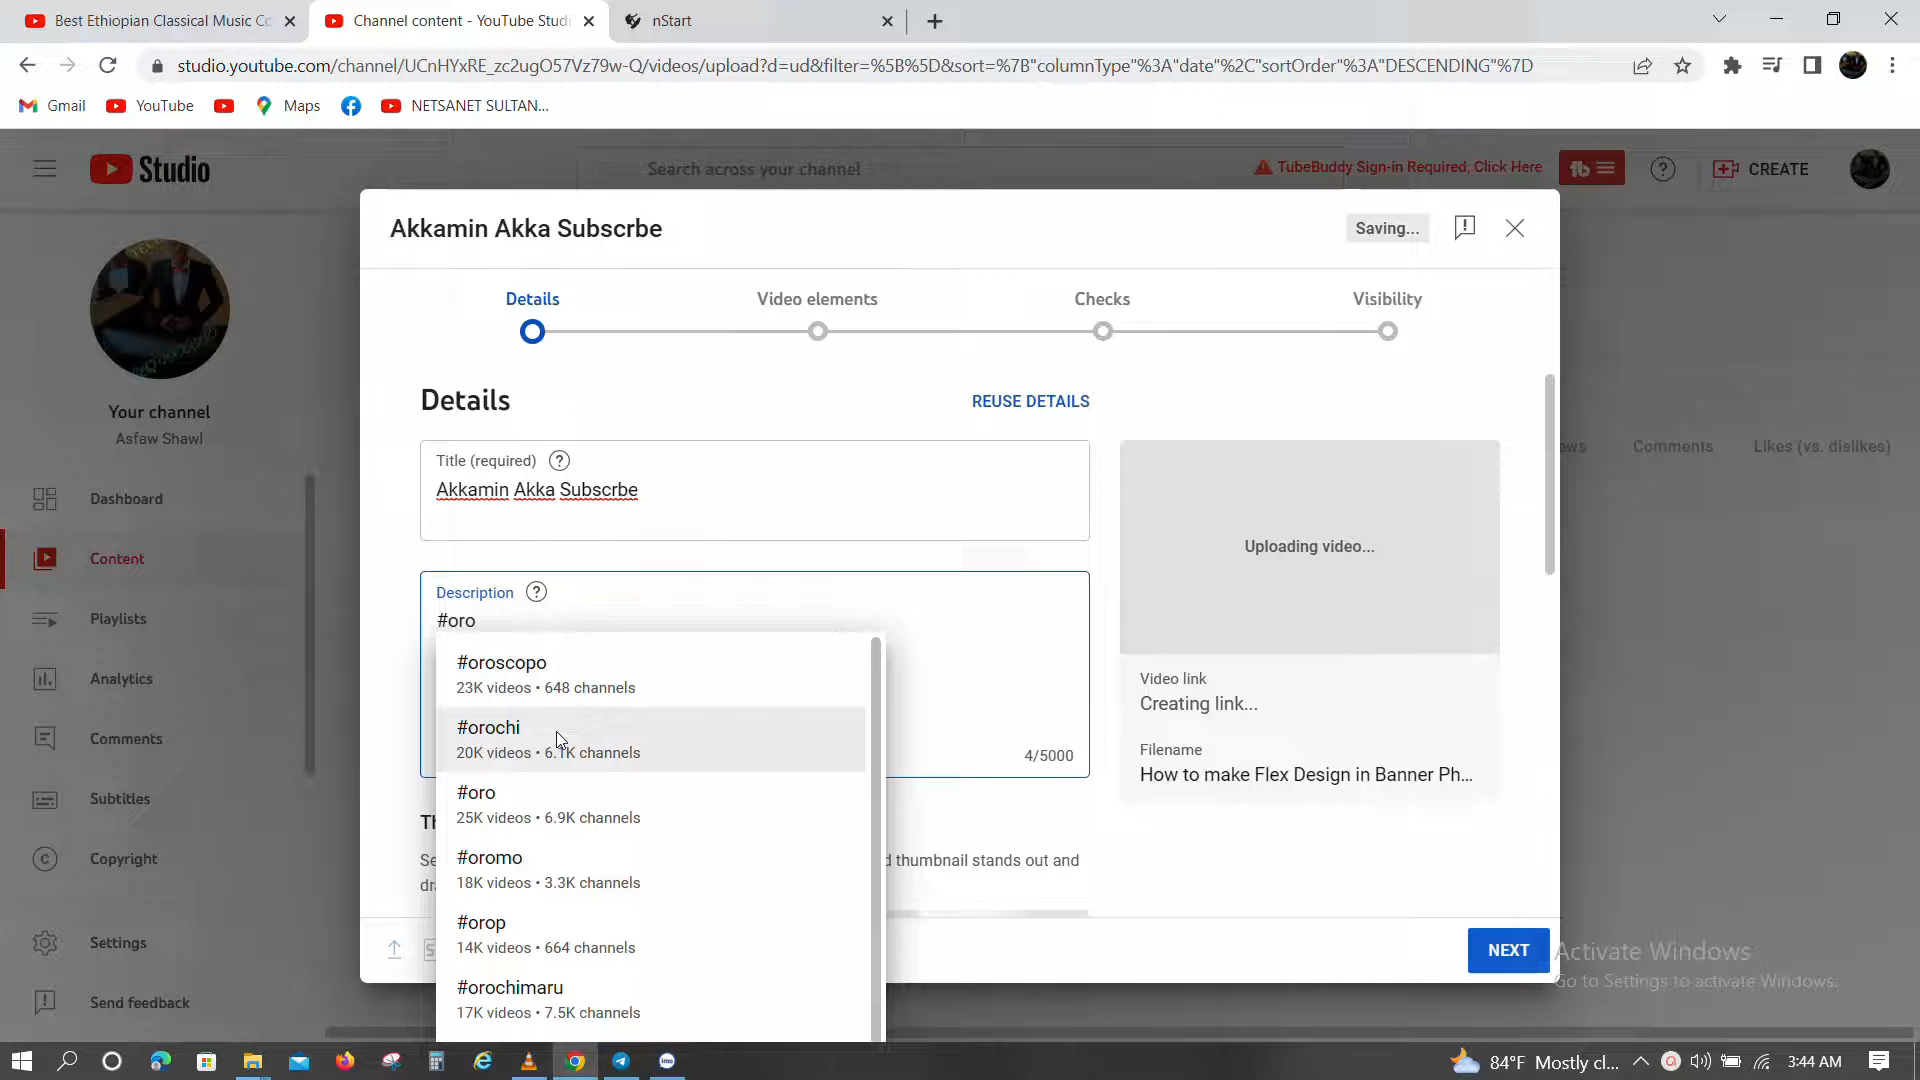 Best Ethiopian Classical Music Co
Channel content - YouTube Studi
nStart
studio.youtube.com/channel/UCnHYxRE_zc2ugO57Vz79w-Q/videos/upload?d=ud&filter=%5B%5D&sort=%7B"columnType"%3A"date"%2C"sortOrder"%3A"DESCENDING"%7D
Gmail
YouTube
Maps
NETSANET SULTAN...
Studio
Search across your channel
TubeBuddy Sign-in Required, Click Here
CREATE
Akkamin Akka Subscrbe
Saving...
Details
Video elements
Checks
Visibility
Your channel
Asfaw Shawl
Dashboard
Content
Playlists
Analytics
Comments
Subtitles
Copyright
Settings
Send feedback
Details
REUSE DETAILS
Title (required)
Akkamin Akka Subscrbe
Description
#oro
4/5000
#oroscopo
23K videos • 648 channels
#orochi
20K videos • 6.1K channels
#oro
25K videos • 6.9K channels
#oromo
18K videos • 3.3K channels
#orop
14K videos • 664 channels
#orochimaru
17K videos • 7.5K channels
thumbnail stands out and
Uploading video...
Video link
Creating link...
Filename
How to make Flex Design in Banner Ph...
Comments
Likes (vs. dislikes)
NEXT
Activate Windows
Go to Settings to activate Windows.
84°F Mostly cl...
3:44 AM